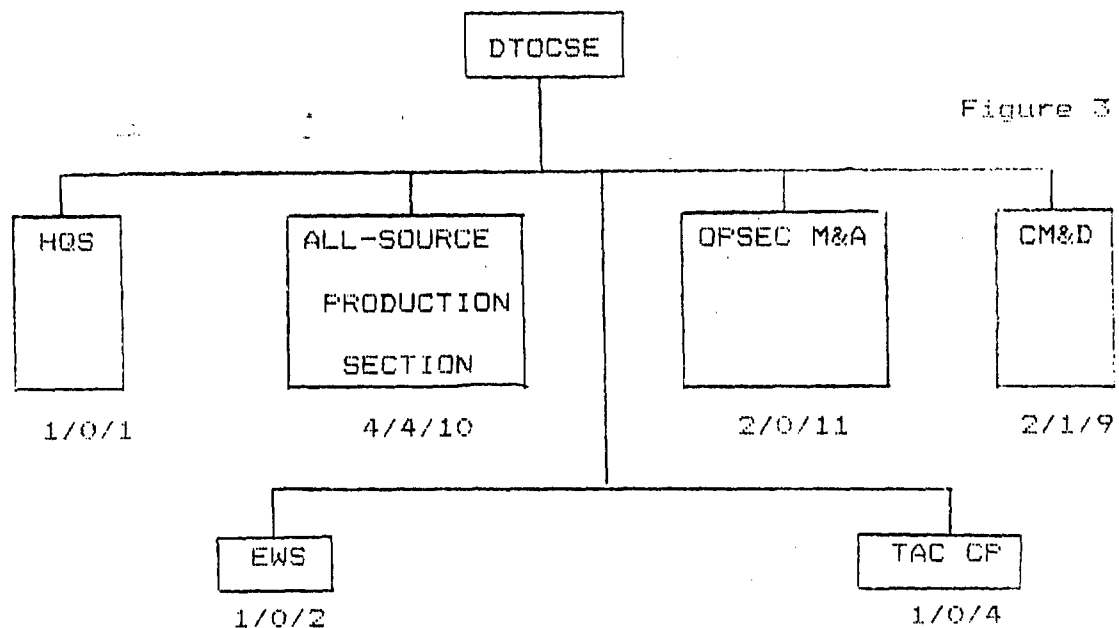 DTOCSE
Figure 3
HQS
ALL-SOURCE
PRODUCTION
SECTION
OPSEC M&A
CM&D
1/0/1
4/4/10
2/0/11
2/1/9
EWS
TAC CP
1/0/2
1/0/4